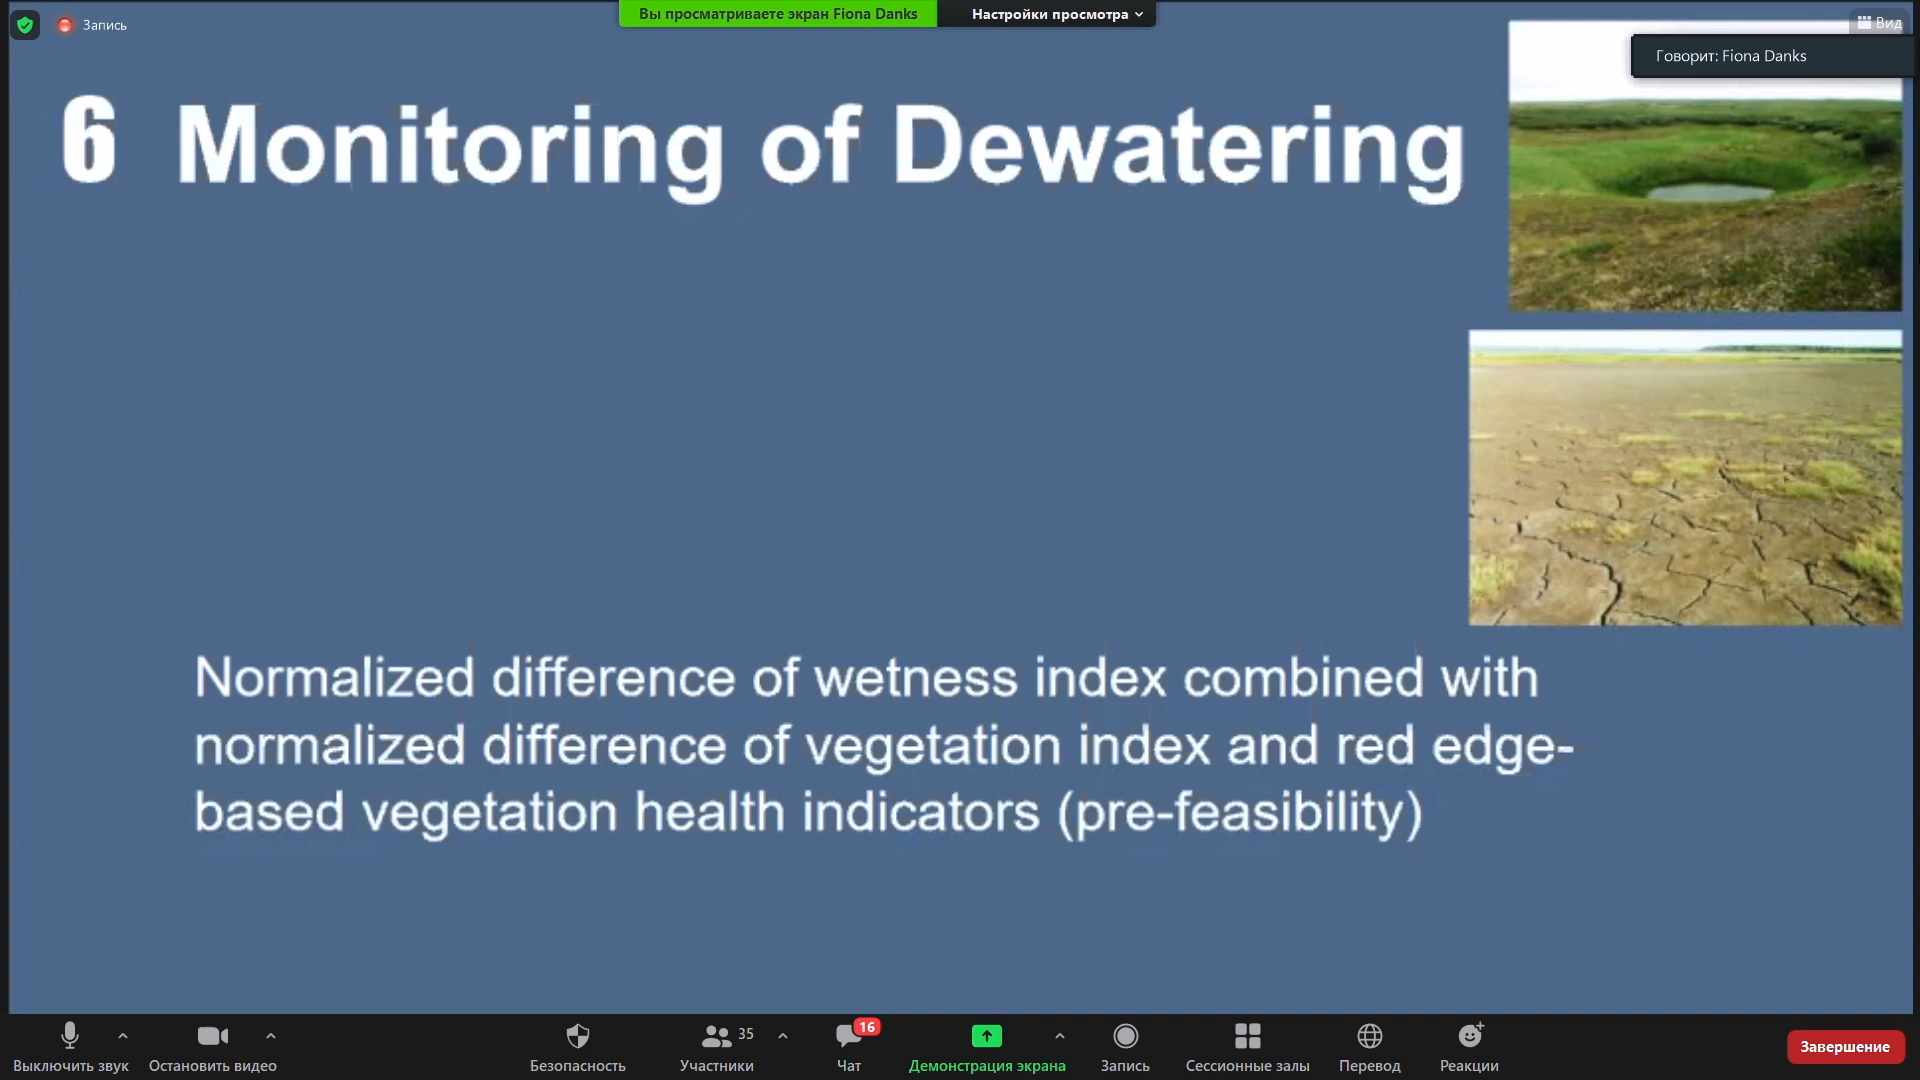 Запись
Вы просматриваете экран Fiona Danks
Настройки просмотра
Вид
Говорит: Fiona Danks
6 Monitoring of Dewatering
Normalized difference of wetness index combined with
normalized difference of vegetation index and red edge-
based vegetation health indicators (pre-feasibility)
Выключить звук
Остановить видео
Безопасность
35
Участники
16
Чат
Демонстрация экрана
Запись
Сессионные залы
Перевод
Реакции
Завершение